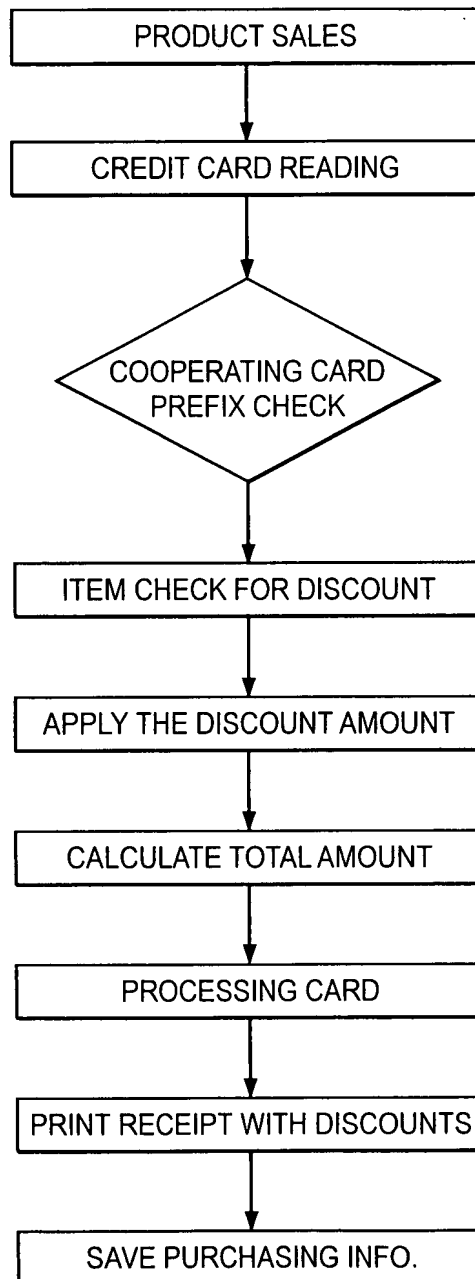 PRODUCT SALES
CREDIT CARD READING
COOPERATING CARD
PREFIX CHECK
ITEM CHECK FOR DISCOUNT
APPLY THE DISCOUNT AMOUNT
CALCULATE TOTAL AMOUNT
PROCESSING CARD
PRINT RECEIPT WITH DISCOUNTS
SAVE PURCHASING INFO.